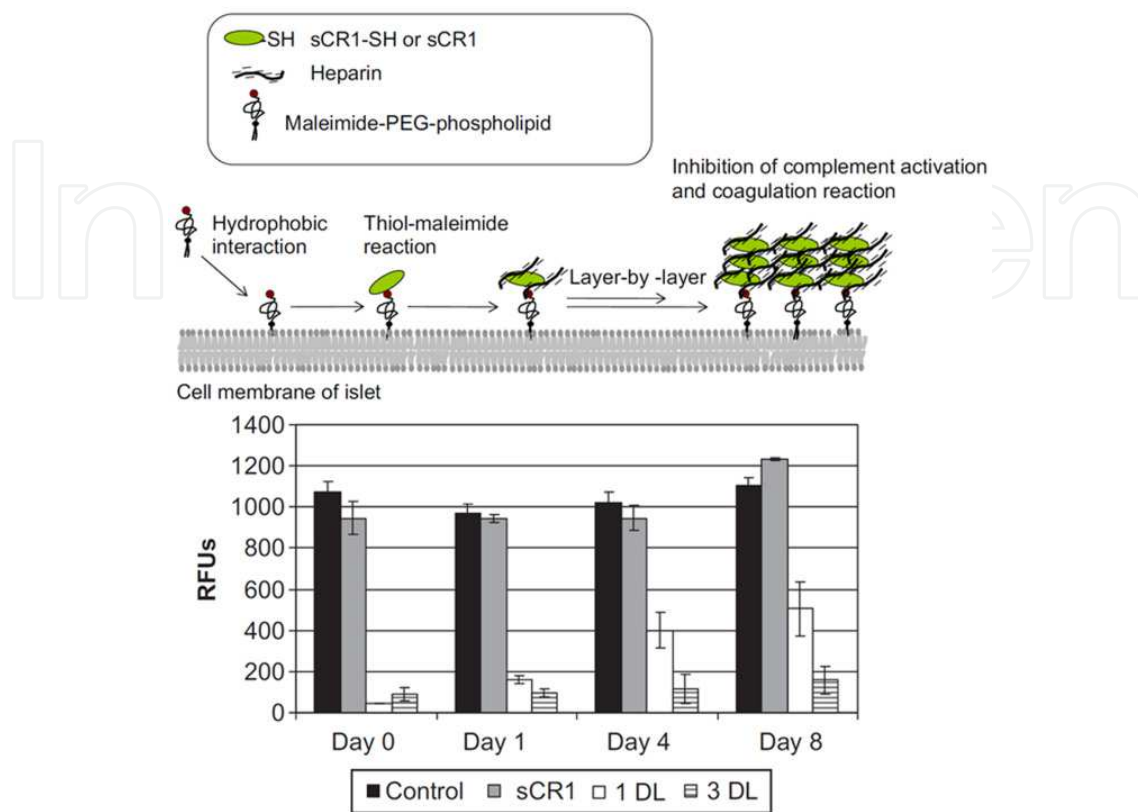 -SH sCR1-SH or sCR1
Heparin
Maleimide-PEG-phospholipid
In en
Inhibition of complement activation
and coagulation reaction
Hydrophobic
interaction
Thiol-maleimide
reaction
Layer-by -layer
Cell membrane of islet
1400
1200
1000
800
600
400
200
0
RFUs
Day 0 Day 1 Day 4 Day 8
Control sCR1 1 DL 3 DL